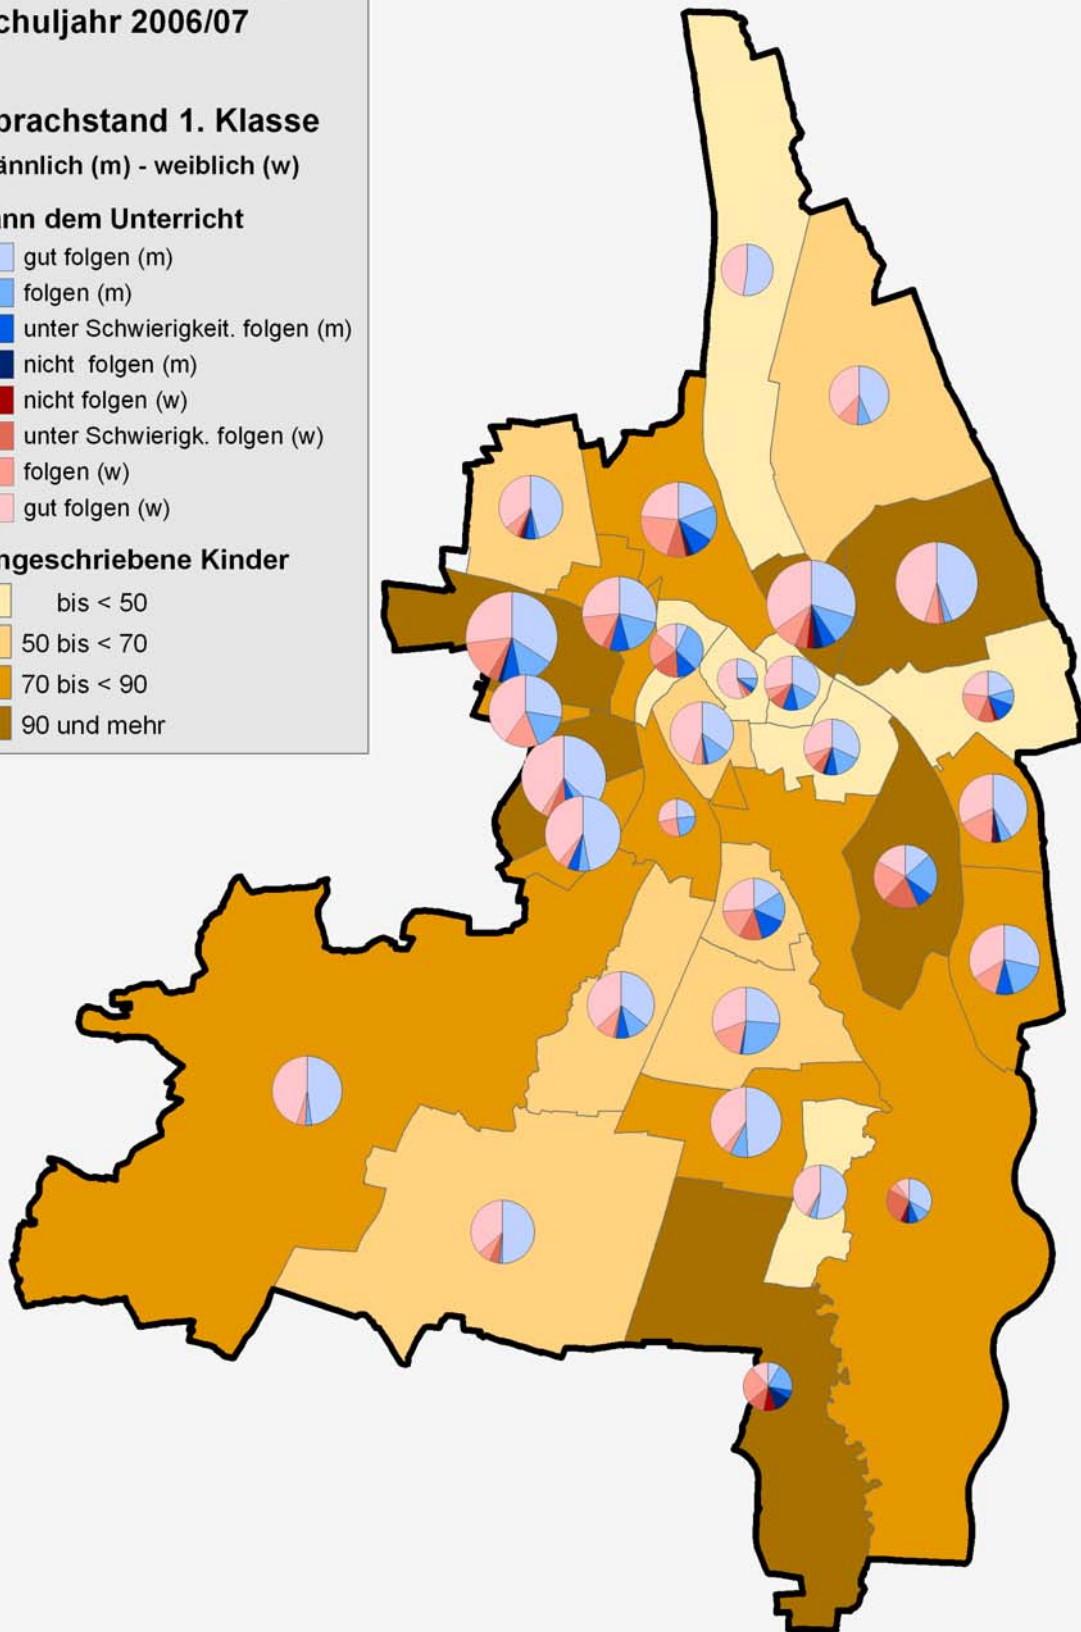 chuljahr 2006/07
prachstand 1. Klasse
ännlich (m) - weiblich (w)
ann dem Unterricht
gut folgen (m)
folgen (m)
unter Schwierigkeit. folgen (m)
nicht folgen (m)
nicht folgen (w)
unter Schwierigk. folgen (w)
folgen (w)
gut folgen (w)
ngeschriebene Kinder
bis < 50
50 bis < 70
70 bis < 90
90 und mehr